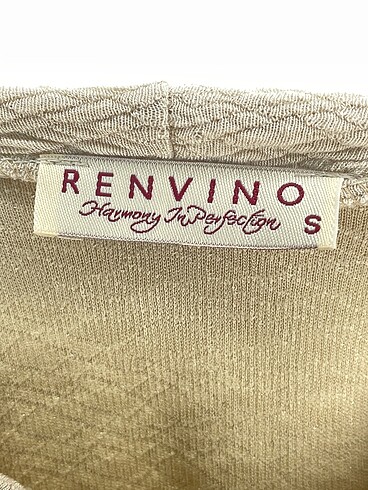 RENVINO
Harmony In Perfection
S